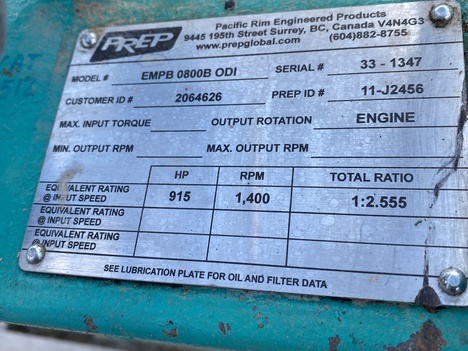 PREP
Pacific Rim Engineered Products
9445 195th Street Surrey, BC, Canada V4N4G3
www.prepglobal.com (604)882-8755
MODEL # EMPB 0800B ODI SERIAL # 33 - 1347
CUSTOMER ID # 2064626 PREP ID # 11-J2456
MAX. INPUT TORQUE OUTPUT ROTATION ENGINE
MIN. OUTPUT RPM MAX. OUTPUT RPM
HP RPM TOTAL RATIO
EQUIVALENT RATING
@ INPUT SPEED 915 1,400 1:2.555
EQUIVALENT RATING
@ INPUT SPEED
EQUIVALENT RATING
@ INPUT SPEED
SEE LUBRICATION PLATE FOR OIL AND FILTER DATA